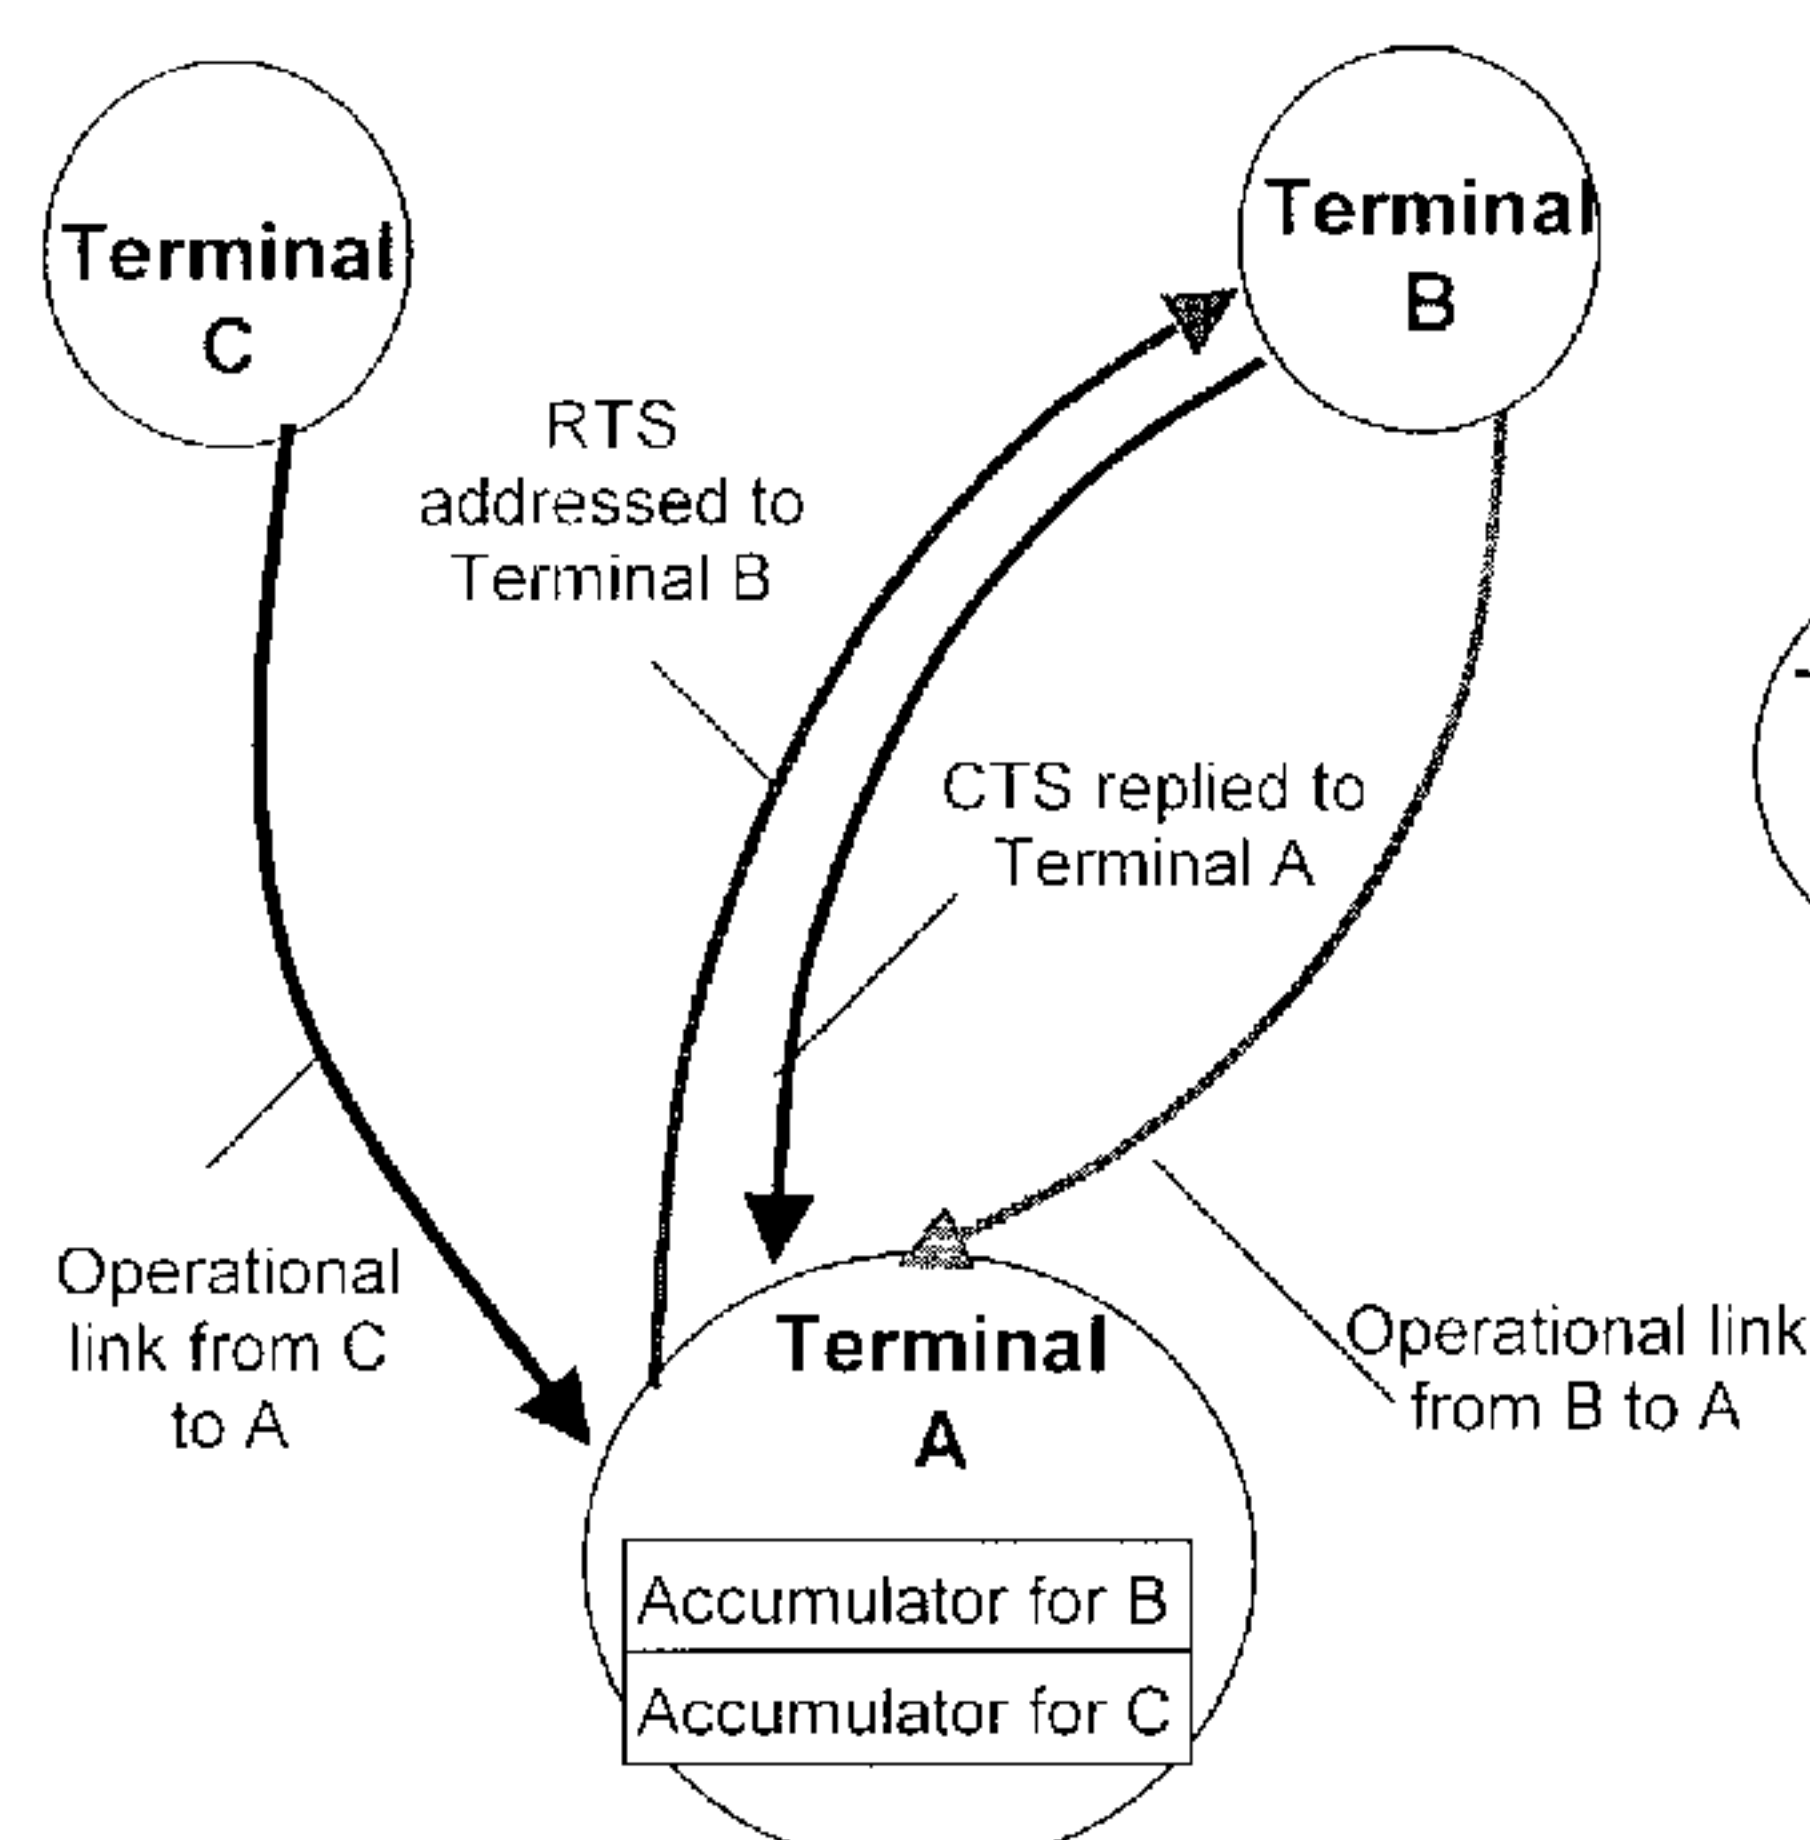 Terminal
C
Terminal
B
RTS
addressed to
Terminal B
CTS replied to
Terminal A
Operational
link from C
to A
Operational link
from B to A
Terminal
A
Accumulator for B
Accumulator for C